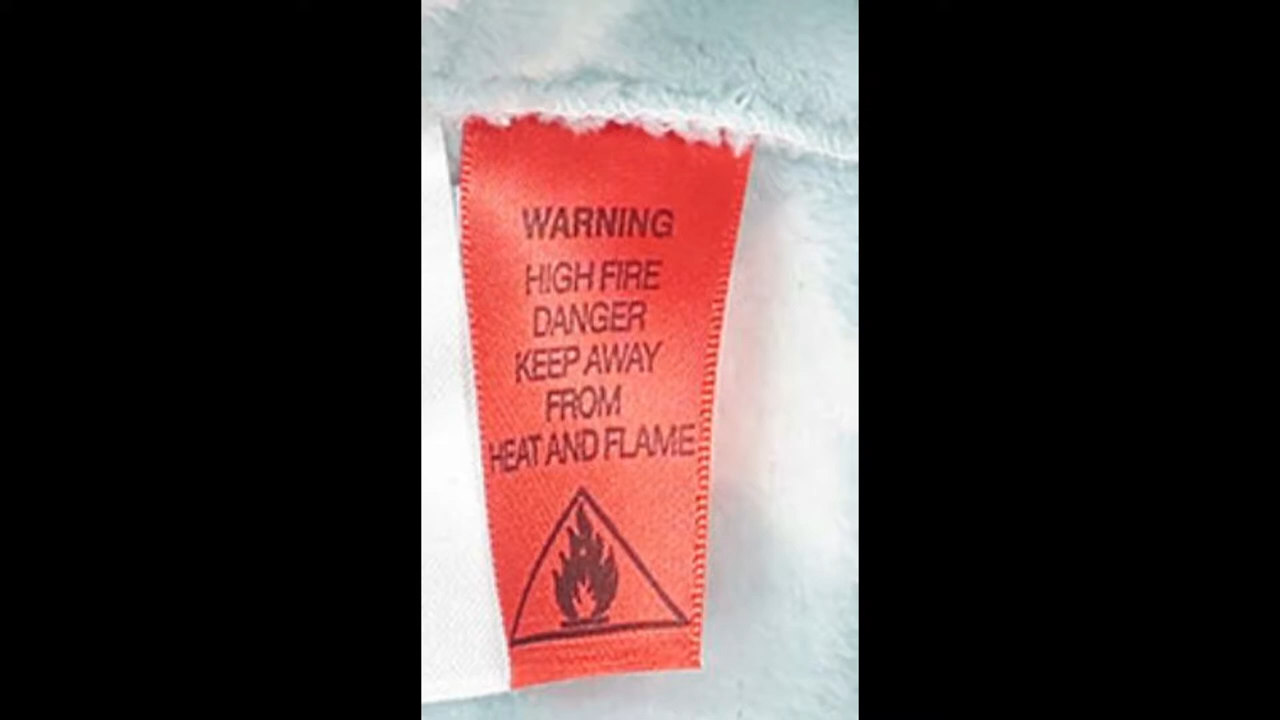 WARNING
HIGH FIRE
DANGER
KEEP AWAY
FROM
HEAT AND FLAME